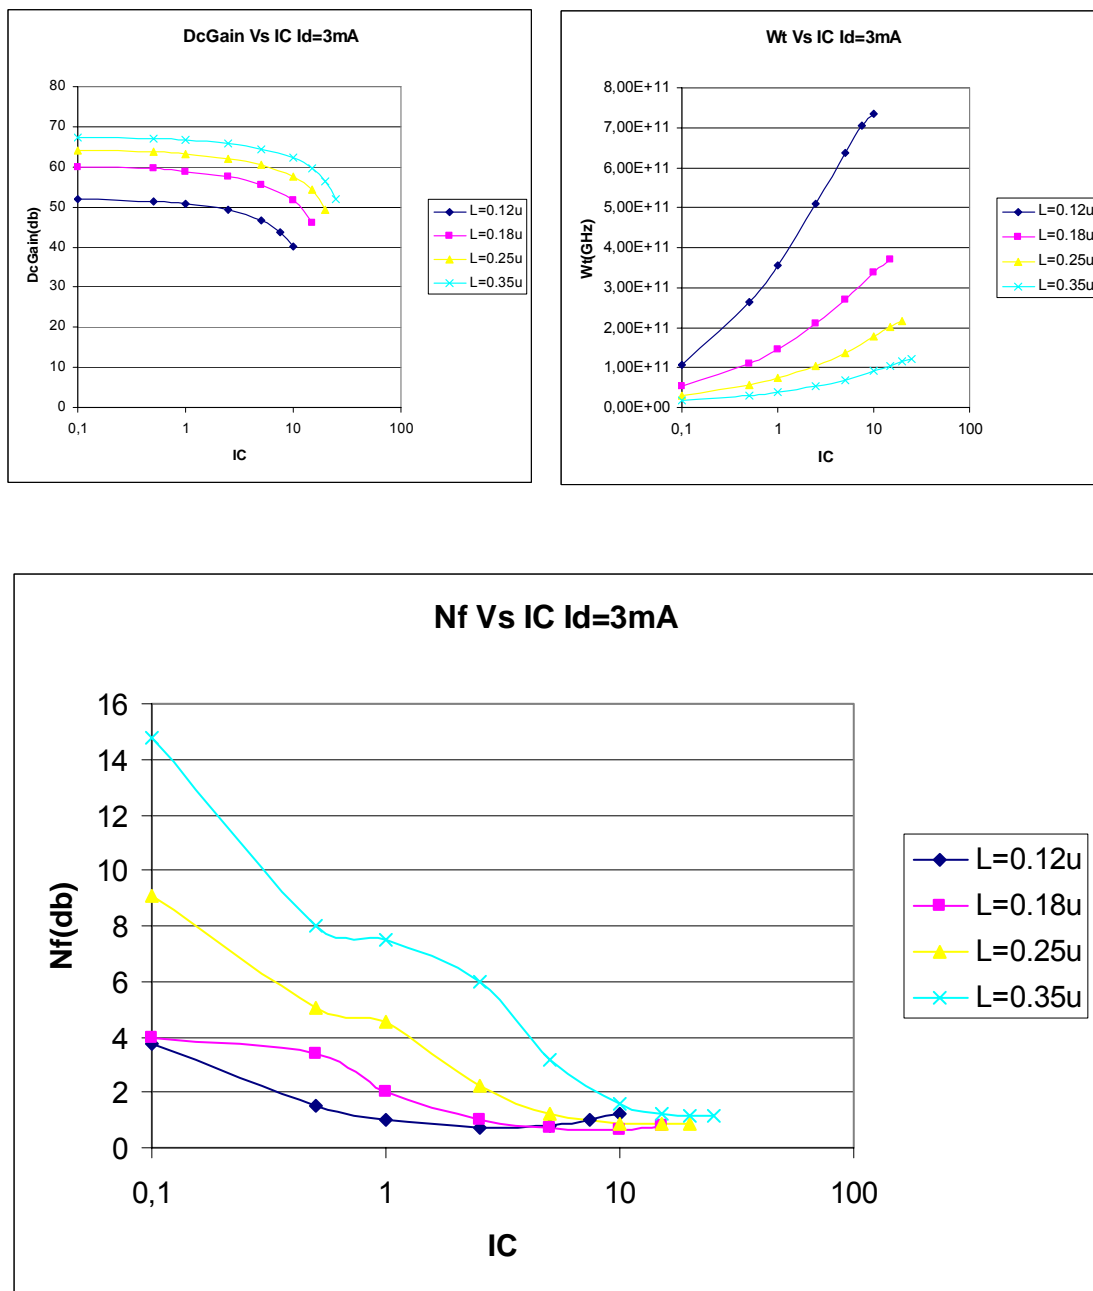 DcGain Vs IC Id=3mA
DcGain(db)
80
70
60
50
40
30
20
10
0
0,1
1
10
100
IC
L=0.12u
L=0.18u
L=0.25u
L=0.35u
Wt Vs IC Id=3mA
Wt(GHz)
8,00E+11
7,00E+11
6,00E+11
5,00E+11
4,00E+11
3,00E+11
2,00E+11
1,00E+11
0,00E+00
0,1
1
10
100
IC
L=0.12u
L=0.18u
L=0.25u
L=0.35u
Nf Vs IC Id=3mA
Nf(db)
16
14
12
10
8
6
4
2
0
0,1
1
10
100
IC
L=0.12u
L=0.18u
L=0.25u
L=0.35u